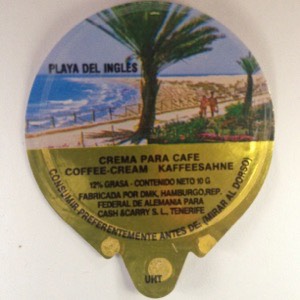 PLAYA DEL INGLES
CREMA PARA CAFE
COFFEE-CREAM KAFFEESAHNE
12% GRASA - CONTENIDO NETO 10 G
FABRICADA POR DMK, HAMBURGO, REP.
FEDERAL DE ALEMANIA PARA
CASH &CARRY S. L., TENERIFE
CONSUMIR PREFERENTEMENTE ANTES DE: (MIRAR AL DORSO)
UHT